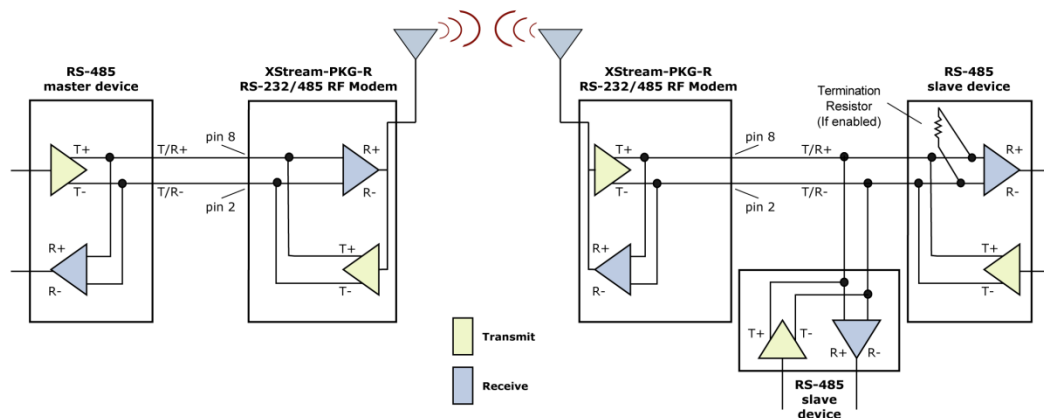 RS-485
master device
XStream-PKG-R
RS-232/485 RF Modem
XStream-PKG-R
RS-232/485 RF Modem
RS-485
slave device
Termination
Resistor
(If enabled)
pin 8
pin 8
T+
T/R+
R+
T+
T/R+
R+
T-
T/R-
R-
T-
T/R-
R-
pin 2
pin 2
R+
T+
R+
T+
R-
T-
R-
T-
T+
T-
R+
R-
Transmit
Receive
RS-485
slave
device